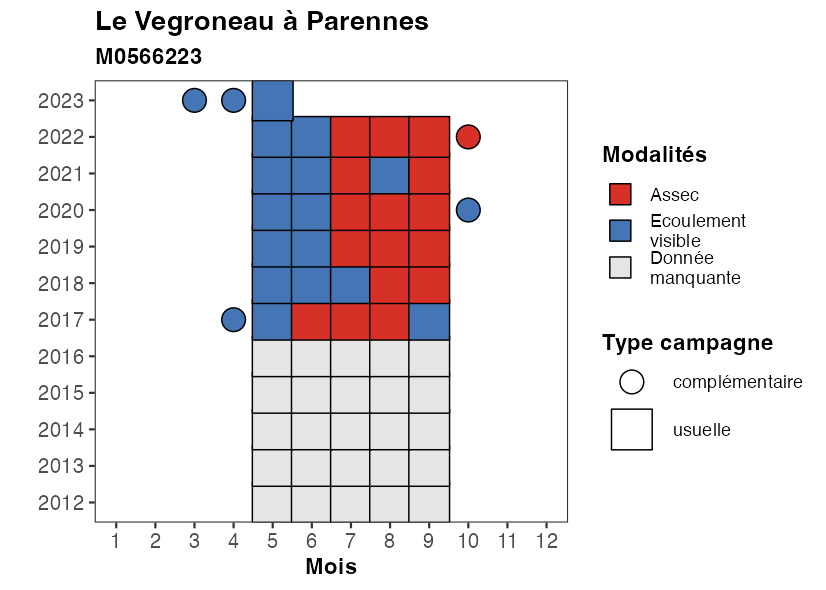 Le Vegroneau à Parennes
M0566223
2023
2022
2021
2020
2019
2018
2017
2016
2015
2014
2013
2012
1 2 3 4 5 6 7 8 9 10 11 12
Mois
Modalités
Assec
Ecoulement
visible
Donnée
manquante
Type campagne
complémentaire
usuelle